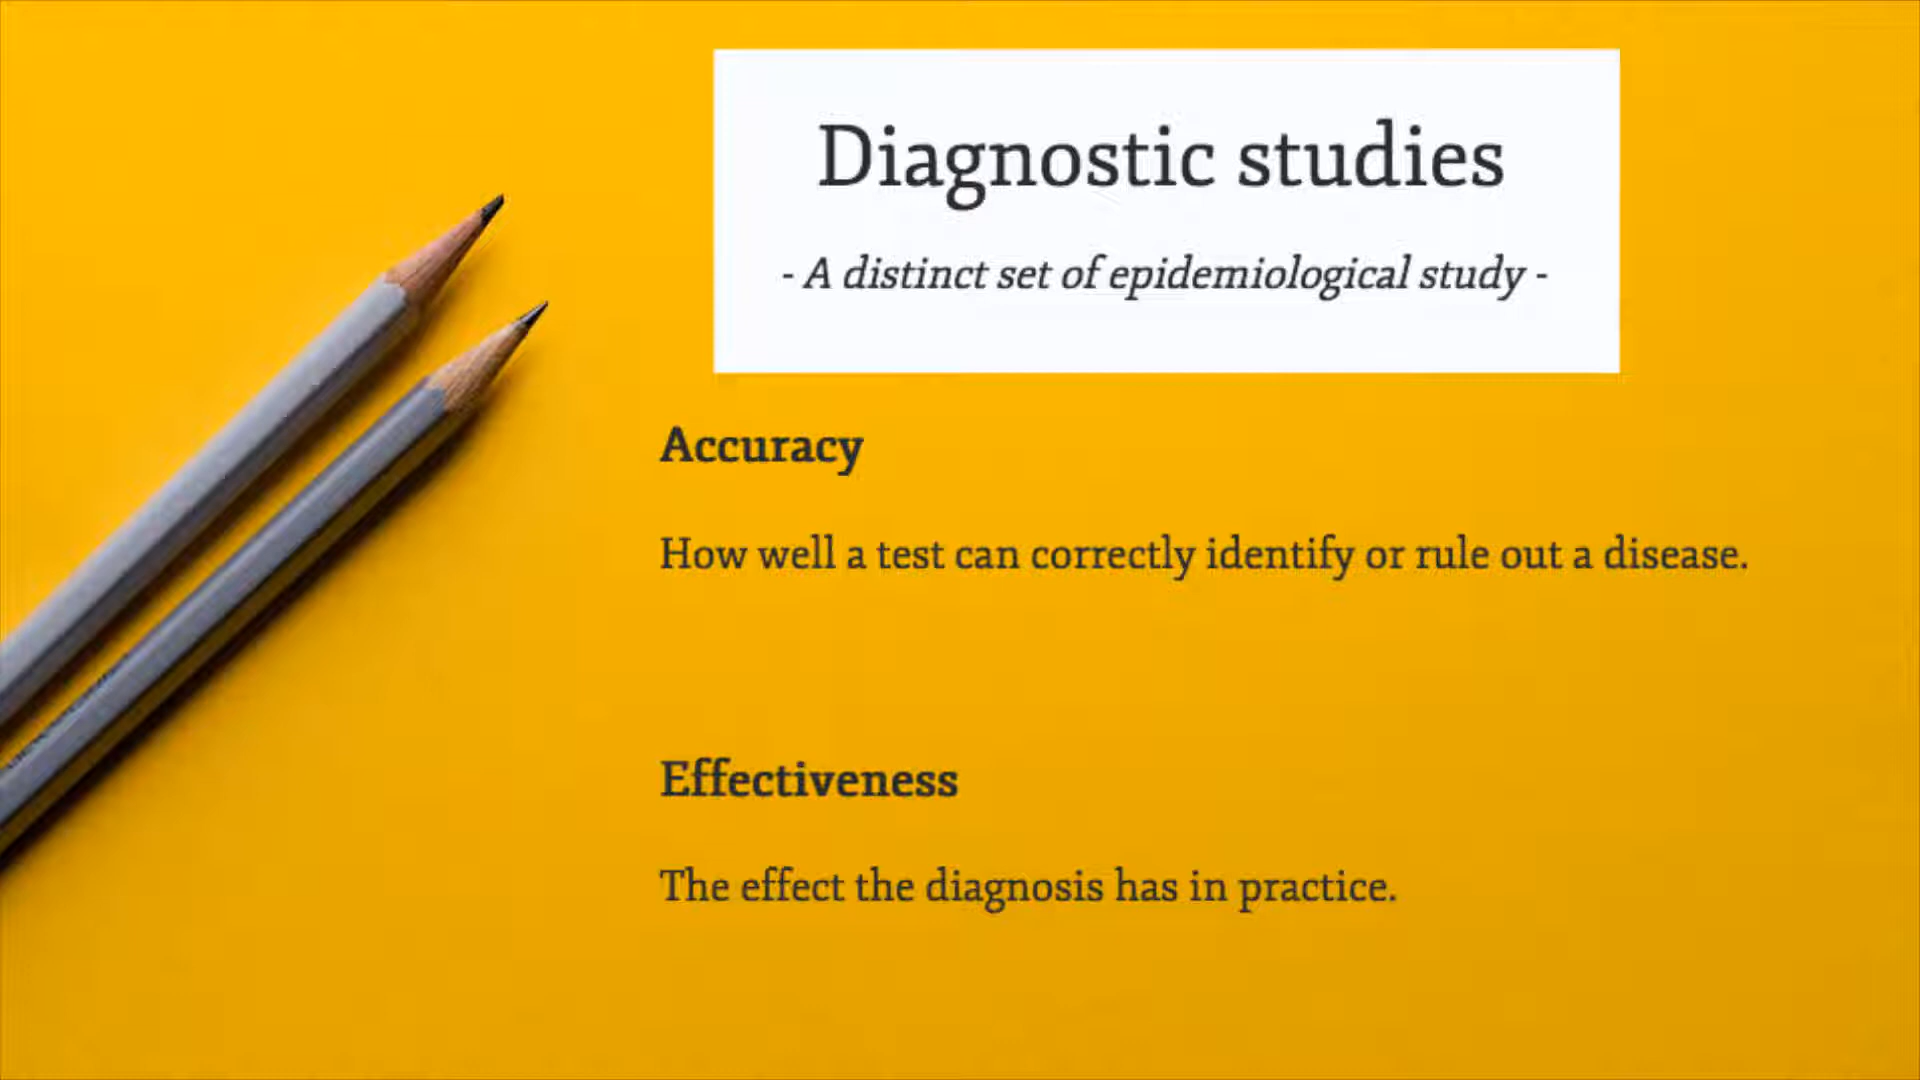 Diagnostic studies
- A distinct set of epidemiological study -
Accuracy
How well a test can correctly identify or rule out a disease.
Effectiveness
The effect the diagnosis has in practice.